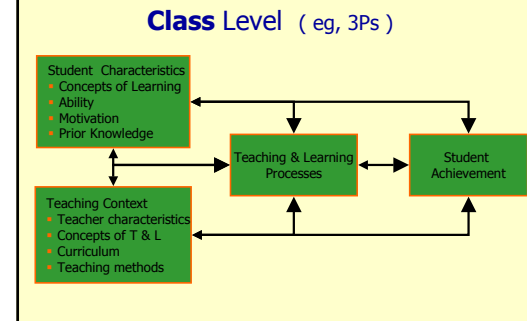 Class Level ( eg, 3Ps )
Student Characteristics
▪ Concepts of Learning
▪ Ability
▪ Motivation
▪ Prior Knowledge
Teaching & Learning
Processes
Student
Achievement
Teaching Context
▪ Teacher characteristics
▪ Concepts of T & L
▪ Curriculum
▪ Teaching methods